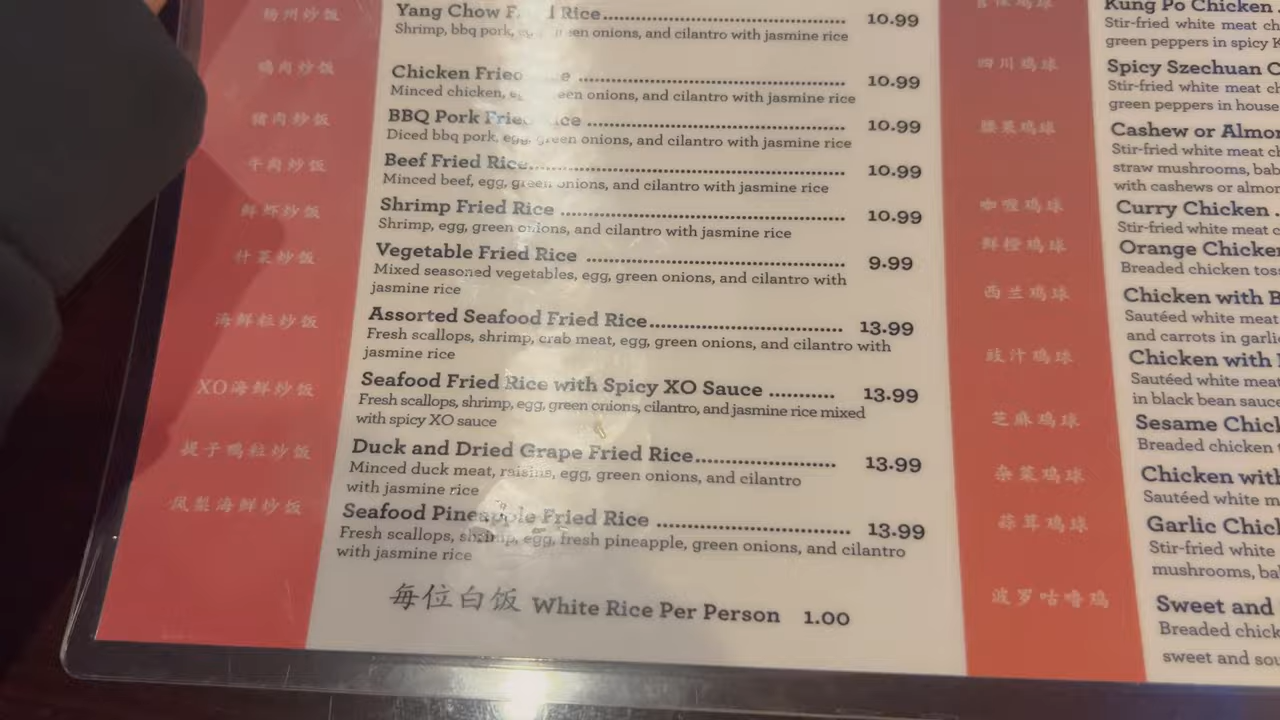 扬州炒饭
Yang Chow Rice 10.99
Shrimp, bbq pork, onions, and cilantro with jasmine rice
鸡肉炒饭
Chicken 10.99
Minced chicken, onions, and cilantro with jasmine rice
猪肉炒饭
BBQ Pork Fried Rice 10.99
Diced bbq pork, egg, green onions, and cilantro with jasmine rice
牛肉炒饭
Beef Fried Rice 10.99
Minced beef, egg, green onions, and cilantro with jasmine rice
鲜虾炒饭
Shrimp Fried Rice 10.99
Shrimp, egg, green onions, and cilantro with jasmine rice
什菜炒饭
Vegetable Fried Rice 9.99
Mixed seasoned vegetables, egg, green onions, and cilantro with
jasmine rice
海鲜粒炒饭
Assorted Seafood Fried Rice 13.99
Fresh scallops, shrimp, crab meat, egg, green onions, and cilantro with
jasmine rice
XO海鲜炒饭
Seafood Fried Rice with Spicy XO Sauce 13.99
Fresh scallops, shrimp, egg, green onions, cilantro, and jasmine rice mixed
with spicy XO sauce
提子鸭粒炒饭
Duck and Dried Grape Fried Rice 13.99
Minced duck meat, raisins, egg, green onions, and cilantro
with jasmine rice
凤梨海鲜炒饭
Seafood Pineapple Fried Rice 13.99
Fresh scallops, shrimp, egg, fresh pineapple, green onions, and cilantro
with jasmine rice
每位白饭 White Rice Per Person 1.00
Kung Po Chicken
Stir-fried white meat
green peppers in spicy
四川鸡球
Spicy Szechuan
Stir-fried white meat
green peppers in house
腰菓鸡球
Cashew or
Stir-fried white meat
straw mushrooms,
with cashews or
咖喱鸡球
Curry Chicken
Stir-fried white meat
鲜橙鸡球
Orange
Breaded chicken
西兰鸡球
Chicken with
Sautéed white meat
and carrots in
豉汁鸡球
Chicken with
Sautéed white meat
in black bean sauce
芝麻鸡球
Sesame
Breaded chicken
杂菜鸡球
Chicken with
Sautéed white
蒜茸鸡球
Garlic
Stir-fried white
mushrooms,
波罗咕噜鸡
Sweet and
Breaded
sweet and